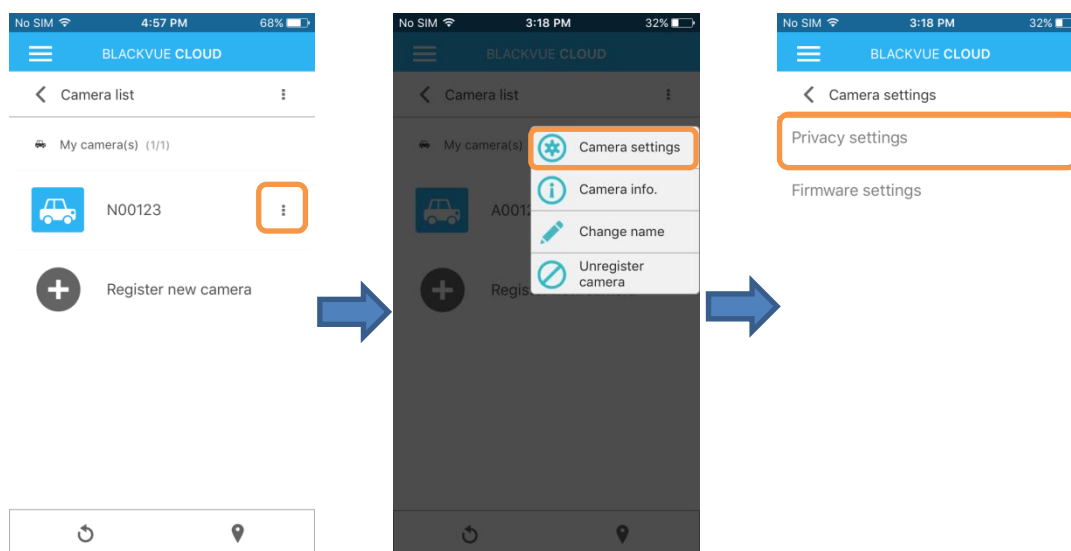 No SIM 4:57 PM 68%
BLACKVUE CLOUD
Camera list
My camera(s) (1/1)
N00123
Register new camera
No SIM 3:18 PM 32%
BLACKVUE CLOUD
Camera list
My camera(s)
Camera settings
Camera info.
A0012
Change name
Unregister
camera
Regis
No SIM 3:18 PM 32%
BLACKVUE CLOUD
Camera settings
Privacy settings
Firmware settings